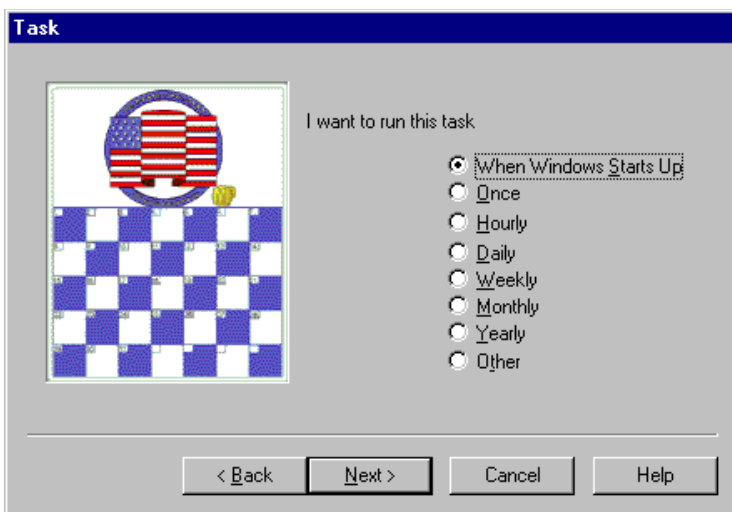 Task
I want to run this task
When Windows Starts Up
Once
Hourly
Daily
Weekly
Monthly
Yearly
Other
< Back
Next >
Cancel
Help